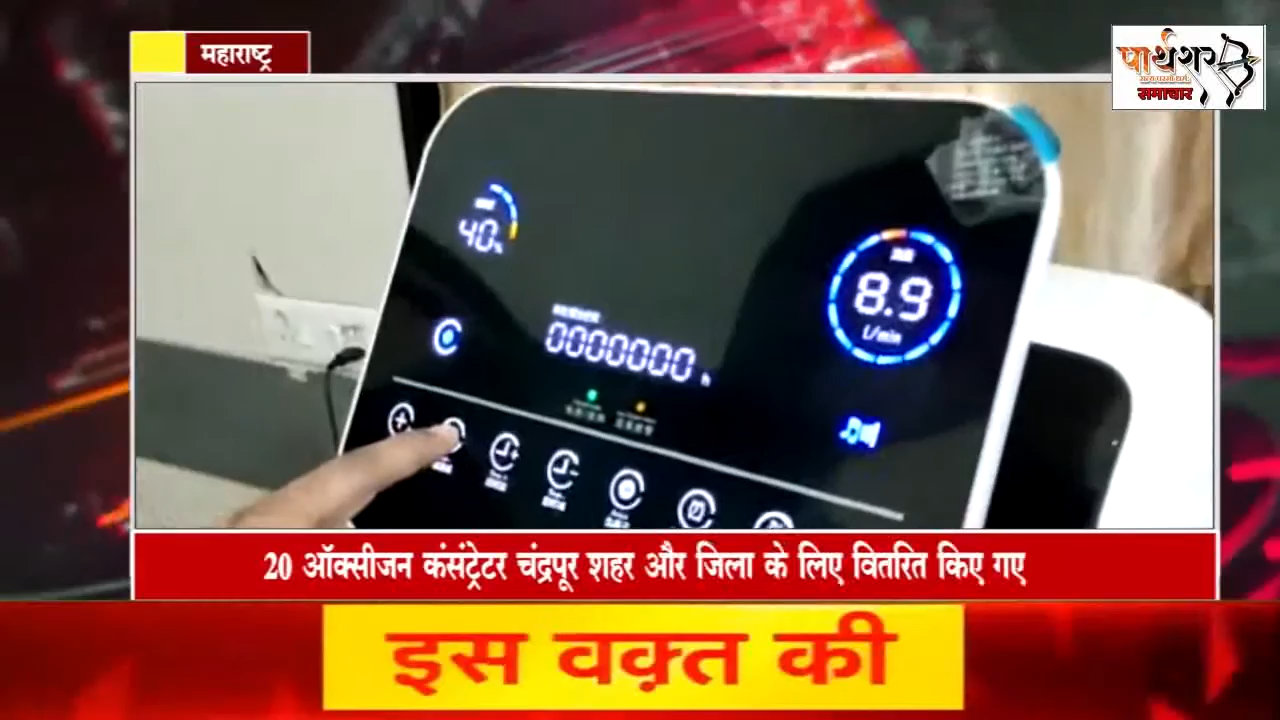 महाराष्ट्र
पार्थशर
समाचार
40%
8.9
L/min
0000000 h
20 ऑक्सीजन कंसंट्रेटर चंद्रपूर शहर और जिला के लिए वितरित किए गए
इस वक़्त की